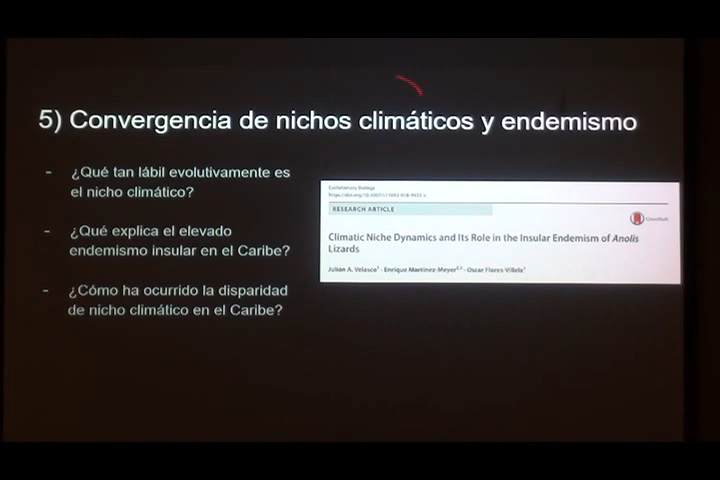 5) Convergencia de nichos climáticos y endemismo
- ¿Qué tan lábil evolutivamente es
el nicho climático?
- ¿Qué explica el elevado
endemismo insular en el Caribe?
- ¿Cómo ha ocurrido la disparidad
de nicho climático en el Caribe?
Evolutionary Biology
RESEARCH ARTICLE
CrossMark
Climatic Niche Dynamics and Its Role in the Insular Endemism of Anolis
Lizards
Julián A. Velasco · Enrique Martínez-Meyer · Oscar Flores-Villela